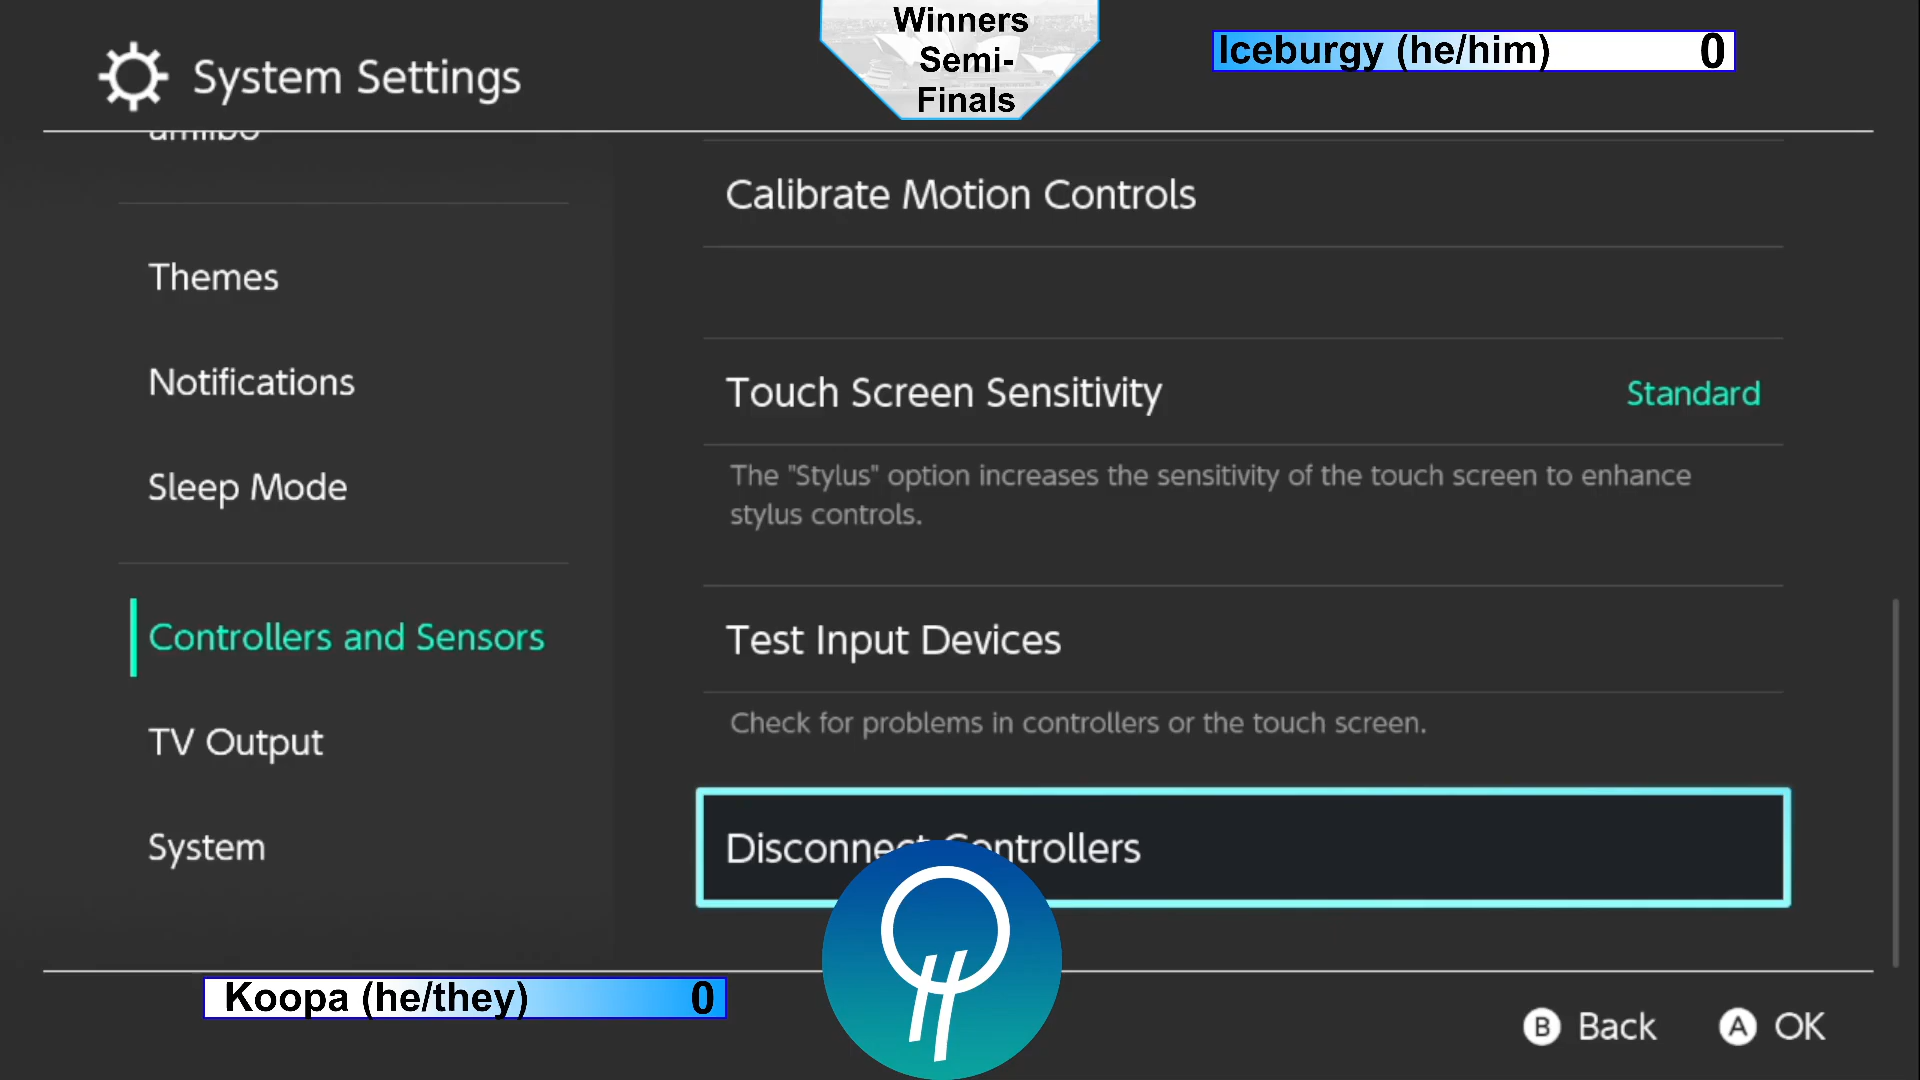 Winners
Semi-
Finals
Iceburgy (he/him) 0
System Settings
amiibo
Themes
Notifications
Sleep Mode
Controllers and Sensors
TV Output
System
Calibrate Motion Controls
Touch Screen Sensitivity Standard
The "Stylus" option increases the sensitivity of the touch screen to enhance
stylus controls.
Test Input Devices
Check for problems in controllers or the touch screen.
Disconnect Controllers
Koopa (he/they) 0
B Back A OK